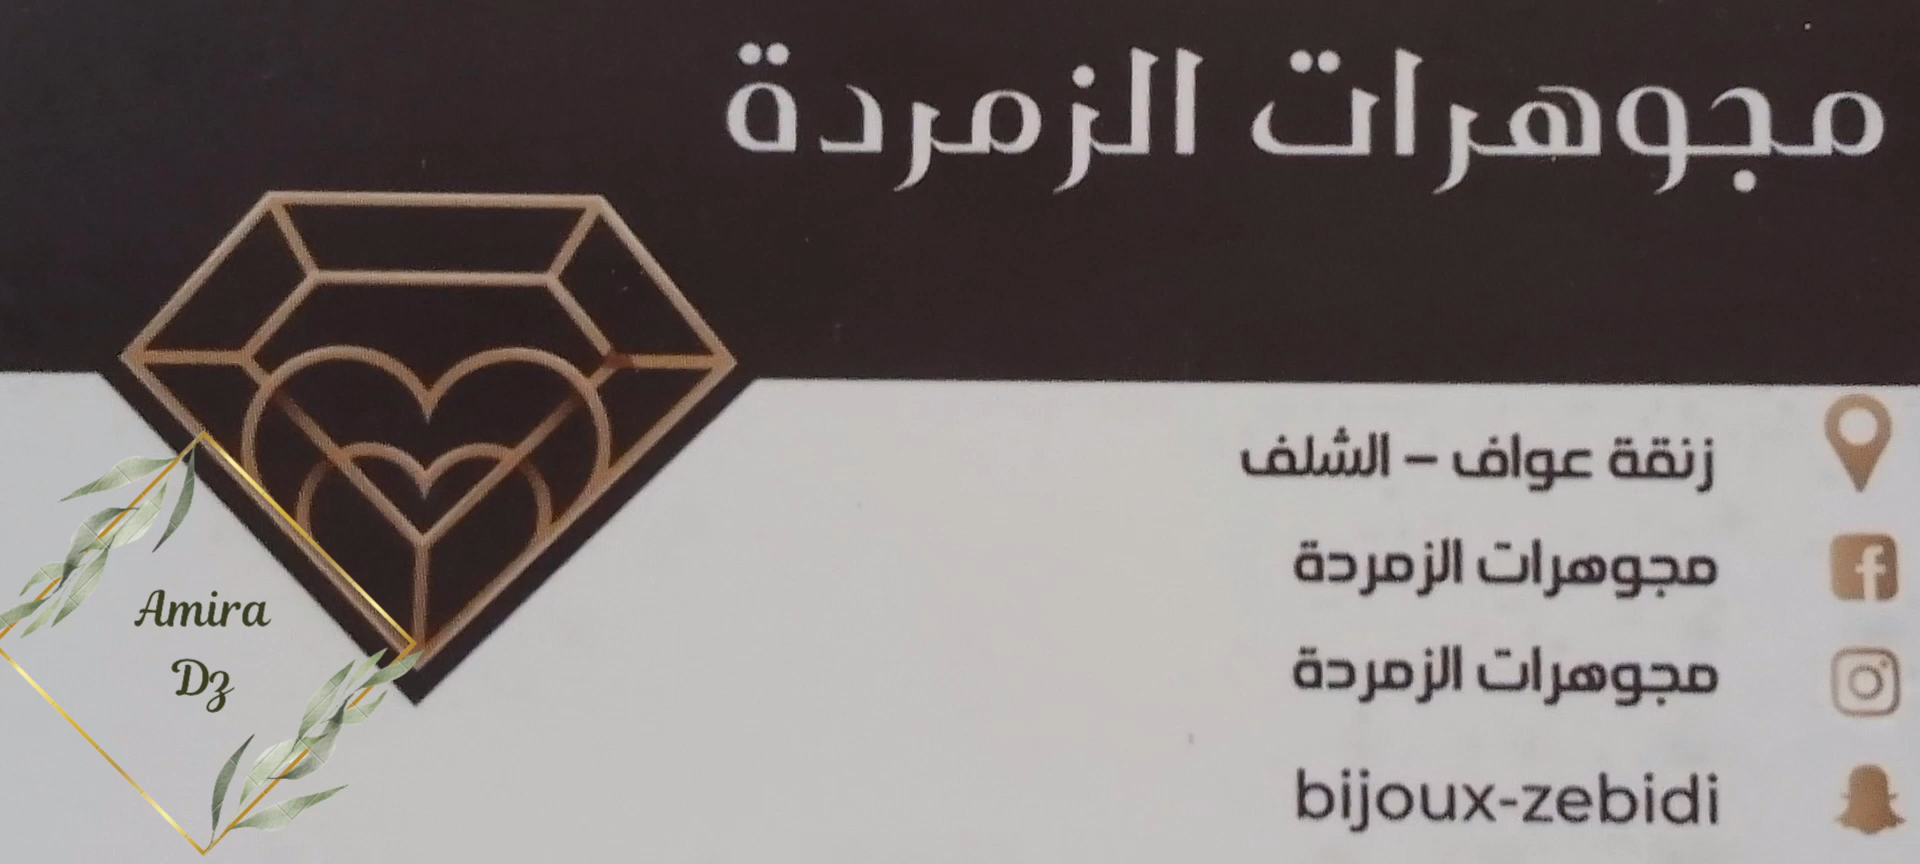 مجوهرات الزمردة
زنقة عواف – الشلف
مجوهرات الزمردة
مجوهرات الزمردة
bijoux-zebidi
Amira
Dz